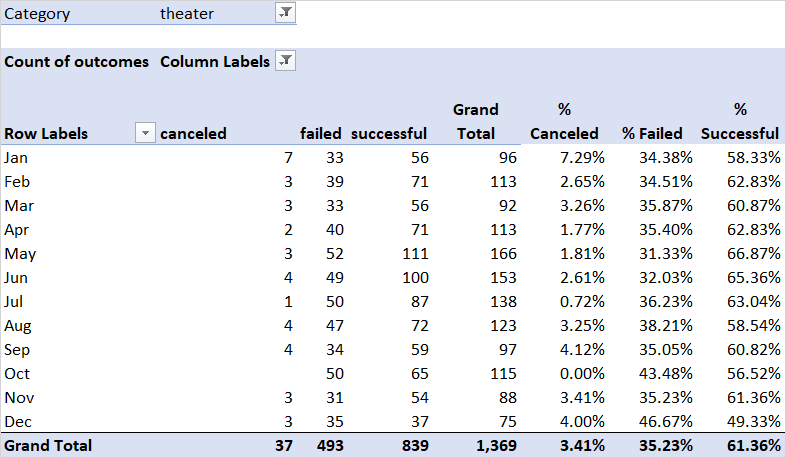 Category theater
Count of outcomes Column Labels
Grand % %
Row Labels canceled failed successful Total Canceled % Failed Successful
Jan 7 33 56 96 7.29% 34.38% 58.33%
Feb 3 39 71 113 2.65% 34.51% 62.83%
Mar 3 33 56 92 3.26% 35.87% 60.87%
Apr 2 40 71 113 1.77% 35.40% 62.83%
May 3 52 111 166 1.81% 31.33% 66.87%
Jun 4 49 100 153 2.61% 32.03% 65.36%
Jul 1 50 87 138 0.72% 36.23% 63.04%
Aug 4 47 72 123 3.25% 38.21% 58.54%
Sep 4 34 59 97 4.12% 35.05% 60.82%
Oct 50 65 115 0.00% 43.48% 56.52%
Nov 3 31 54 88 3.41% 35.23% 61.36%
Dec 3 35 37 75 4.00% 46.67% 49.33%
Grand Total 37 493 839 1,369 3.41% 35.23% 61.36%